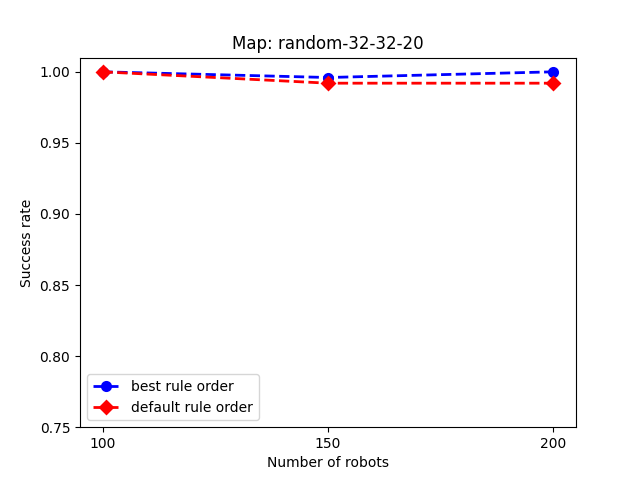 Map: random-32-32-20
1.00
0.95
0.90
0.85
0.80
0.75
Success rate
best rule order
default rule order
100
150
200
Number of robots